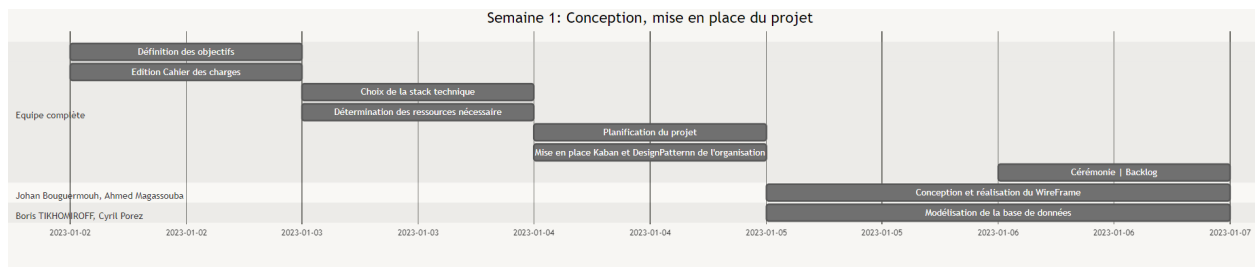 Semaine 1: Conception, mise en place du projet
Définition des objectifs
Edition Cahier des charges
Choix de la stack technique
Equipe complète
Détermination des ressources nécessaire
Planification du projet
Mise en place Kaban et DesignPatternn de l'organisation
Cérémonie | Backlog
Johan Bouguermouh, Ahmed Magassouba
Conception et réalisation du WireFrame
Boris TIKHOMIROFF, Cyril Porez
Modélisation de la base de données
2023-01-02 2023-01-02 2023-01-03 2023-01-03 2023-01-04 2023-01-04 2023-01-05 2023-01-05 2023-01-06 2023-01-06 2023-01-07